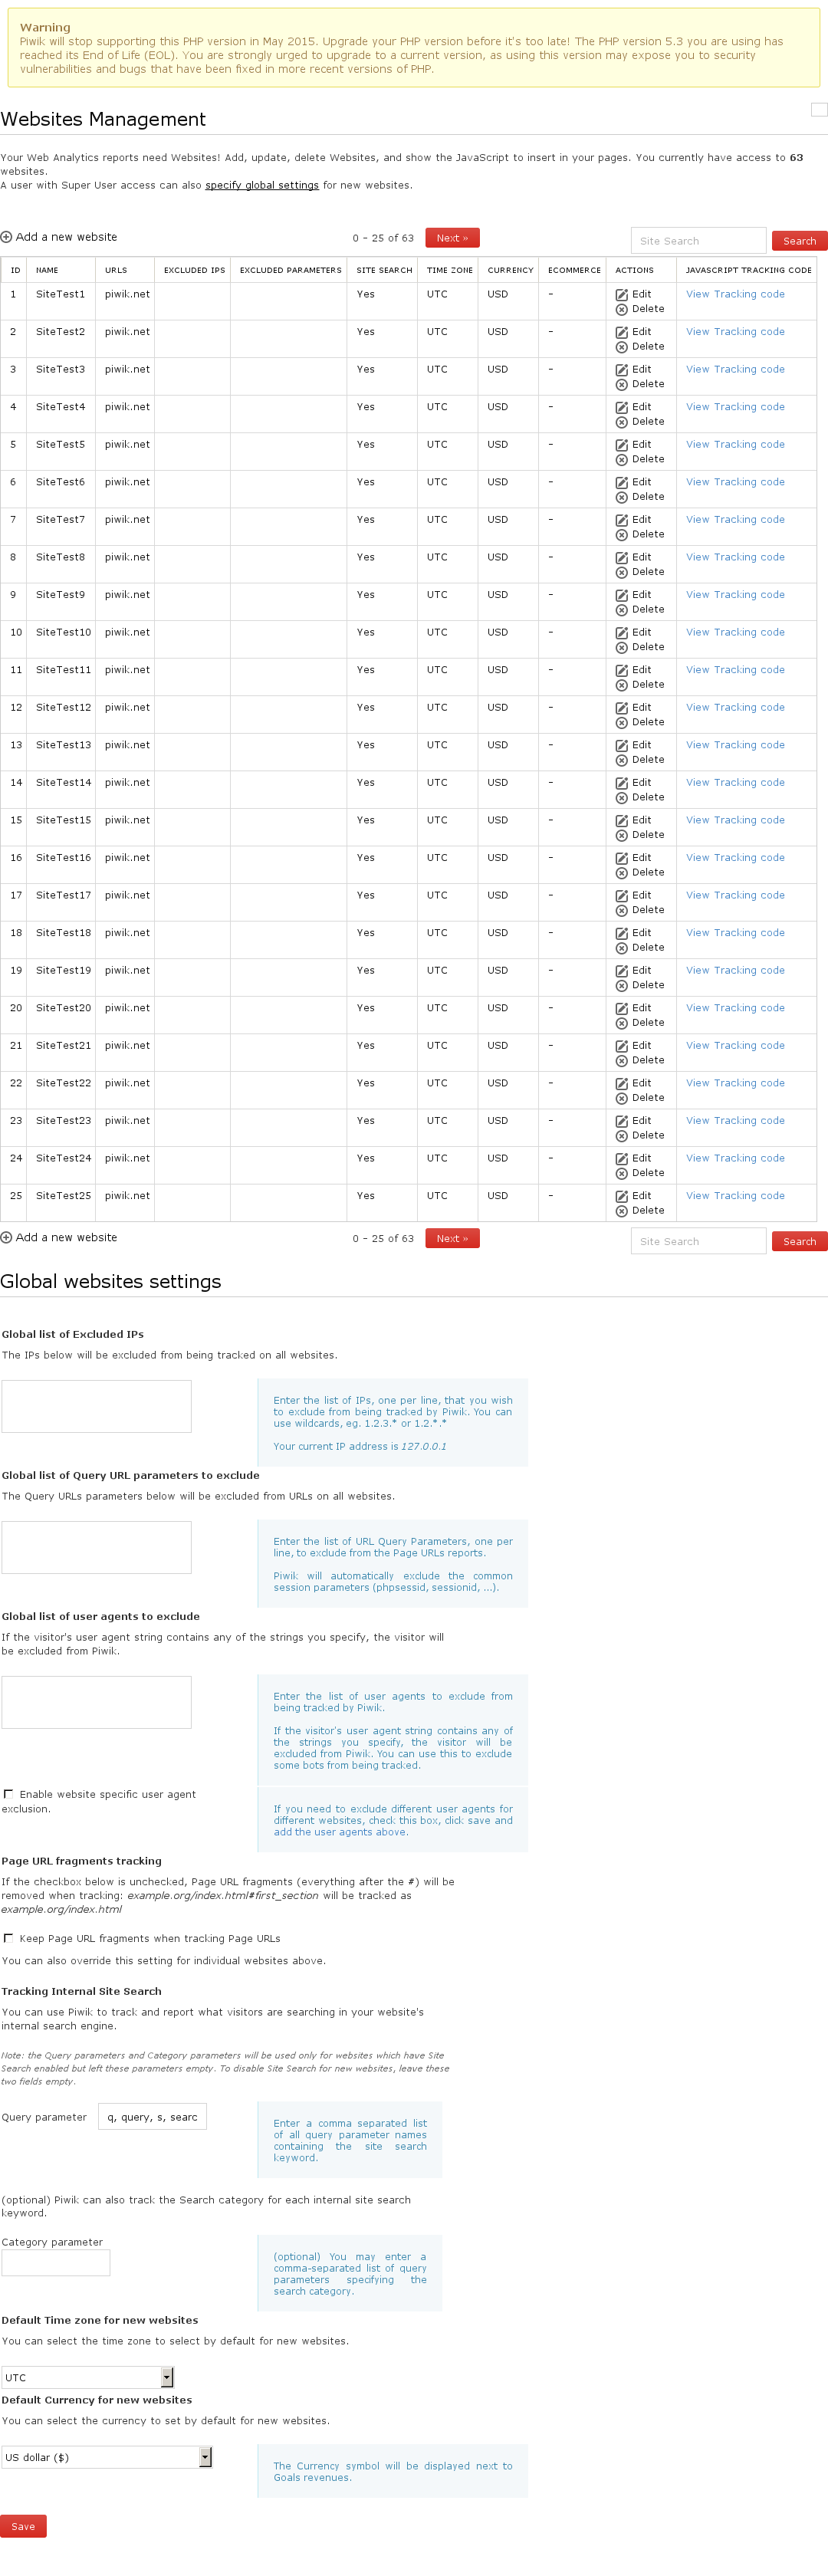 Warning
Piwik will stop supporting this PHP version in May 2015. Upgrade your PHP version before it's too late! The PHP version 5.3 you are using has
reached its End of Life (EOL). You are strongly urged to upgrade to a current version, as using this version may expose you to security
vulnerabilities and bugs that have been fixed in more recent versions of PHP.
Websites Management
Your Web Analytics reports need Websites! Add, update, delete Websites, and show the JavaScript to insert in your pages. You currently have access to 63
websites.
A user with Super User access can also specify global settings for new websites.
Add a new website 0 - 25 of 63 Next » Site Search Search
ID NAME URLS EXCLUDED IPS EXCLUDED PARAMETERS SITE SEARCH TIME ZONE CURRENCY ECOMMERCE ACTIONS JAVASCRIPT TRACKING CODE
1 SiteTest1 piwik.net Yes UTC USD - Edit View Tracking code
Delete
2 SiteTest2 piwik.net Yes UTC USD - Edit View Tracking code
Delete
3 SiteTest3 piwik.net Yes UTC USD - Edit View Tracking code
Delete
4 SiteTest4 piwik.net Yes UTC USD - Edit View Tracking code
Delete
5 SiteTest5 piwik.net Yes UTC USD - Edit View Tracking code
Delete
6 SiteTest6 piwik.net Yes UTC USD - Edit View Tracking code
Delete
7 SiteTest7 piwik.net Yes UTC USD - Edit View Tracking code
Delete
8 SiteTest8 piwik.net Yes UTC USD - Edit View Tracking code
Delete
9 SiteTest9 piwik.net Yes UTC USD - Edit View Tracking code
Delete
10 SiteTest10 piwik.net Yes UTC USD - Edit View Tracking code
Delete
11 SiteTest11 piwik.net Yes UTC USD - Edit View Tracking code
Delete
12 SiteTest12 piwik.net Yes UTC USD - Edit View Tracking code
Delete
13 SiteTest13 piwik.net Yes UTC USD - Edit View Tracking code
Delete
14 SiteTest14 piwik.net Yes UTC USD - Edit View Tracking code
Delete
15 SiteTest15 piwik.net Yes UTC USD - Edit View Tracking code
Delete
16 SiteTest16 piwik.net Yes UTC USD - Edit View Tracking code
Delete
17 SiteTest17 piwik.net Yes UTC USD - Edit View Tracking code
Delete
18 SiteTest18 piwik.net Yes UTC USD - Edit View Tracking code
Delete
19 SiteTest19 piwik.net Yes UTC USD - Edit View Tracking code
Delete
20 SiteTest20 piwik.net Yes UTC USD - Edit View Tracking code
Delete
21 SiteTest21 piwik.net Yes UTC USD - Edit View Tracking code
Delete
22 SiteTest22 piwik.net Yes UTC USD - Edit View Tracking code
Delete
23 SiteTest23 piwik.net Yes UTC USD - Edit View Tracking code
Delete
24 SiteTest24 piwik.net Yes UTC USD - Edit View Tracking code
Delete
25 SiteTest25 piwik.net Yes UTC USD - Edit View Tracking code
Delete
Add a new website 0 - 25 of 63 Next » Site Search Search
Global websites settings
Global list of Excluded IPs
The IPs below will be excluded from being tracked on all websites.
Enter the list of IPs, one per line, that you wish
to exclude from being tracked by Piwik. You can
use wildcards, eg. 1.2.3.* or 1.2.*.*
Your current IP address is 127.0.0.1
Global list of Query URL parameters to exclude
The Query URLs parameters below will be excluded from URLs on all websites.
Enter the list of URL Query Parameters, one per
line, to exclude from the Page URLs reports.
Piwik will automatically exclude the common
session parameters (phpsessid, sessionid, ...).
Global list of user agents to exclude
If the visitor's user agent string contains any of the strings you specify, the visitor will
be excluded from Piwik.
Enter the list of user agents to exclude from
being tracked by Piwik.
If the visitor's user agent string contains any of
the strings you specify, the visitor will be
excluded from Piwik. You can use this to exclude
some bots from being tracked.
Enable website specific user agent
exclusion.
If you need to exclude different user agents for
different websites, check this box, click save and
add the user agents above.
Page URL fragments tracking
If the checkbox below is unchecked, Page URL fragments (everything after the #) will be
removed when tracking: example.org/index.html#first_section will be tracked as
example.org/index.html
Keep Page URL fragments when tracking Page URLs
You can also override this setting for individual websites above.
Tracking Internal Site Search
You can use Piwik to track and report what visitors are searching in your website's
internal search engine.
Note: the Query parameters and Category parameters will be used only for websites which have Site
Search enabled but left these parameters empty. To disable Site Search for new websites, leave these
two fields empty.
Query parameter q, query, s, searc
Enter a comma separated list
of all query parameter names
containing the site search
keyword.
(optional) Piwik can also track the Search category for each internal site search
keyword.
Category parameter
(optional) You may enter a
comma-separated list of query
parameters specifying the
search category.
Default Time zone for new websites
You can select the time zone to select by default for new websites.
UTC
Default Currency for new websites
You can select the currency to set by default for new websites.
US dollar ($)
The Currency symbol will be displayed next to
Goals revenues.
Save